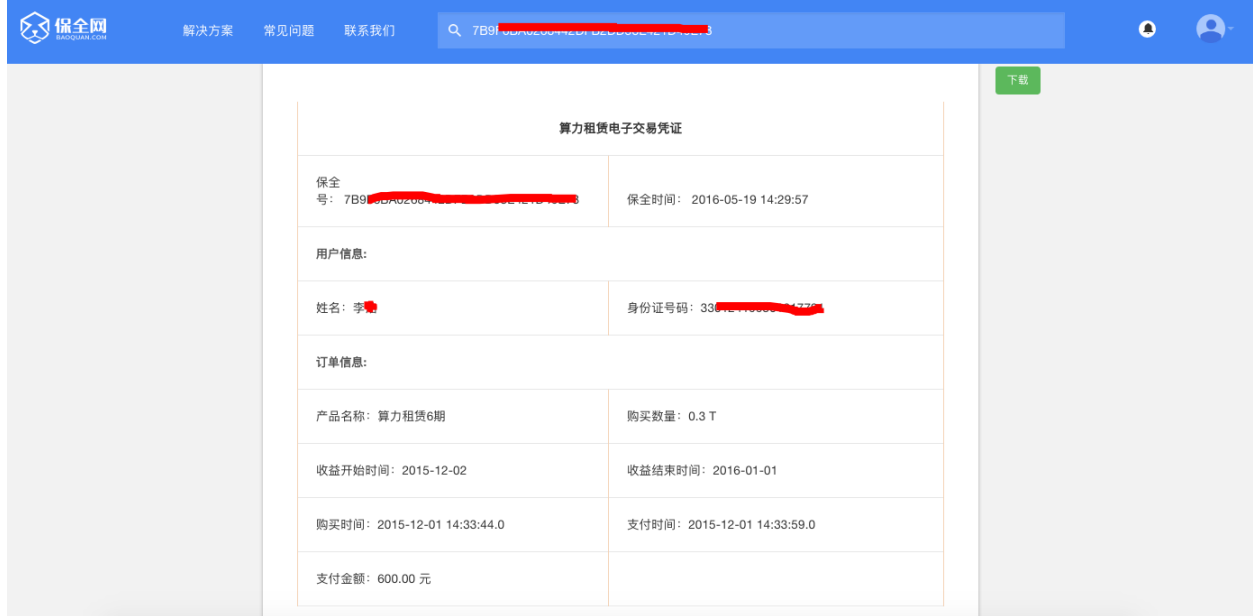 保全网
BAOQUAN.COM
解决方案 常见问题 联系我们
下载
算力租赁电子交易凭证
保全
号： 保全时间： 2016-05-19 14:29:57
用户信息:
姓名：李 身份证号码：
订单信息:
产品名称：算力租赁6期 购买数量：0.3 T
收益开始时间：2015-12-02 收益结束时间：2016-01-01
购买时间：2015-12-01 14:33:44.0 支付时间：2015-12-01 14:33:59.0
支付金额：600.00 元